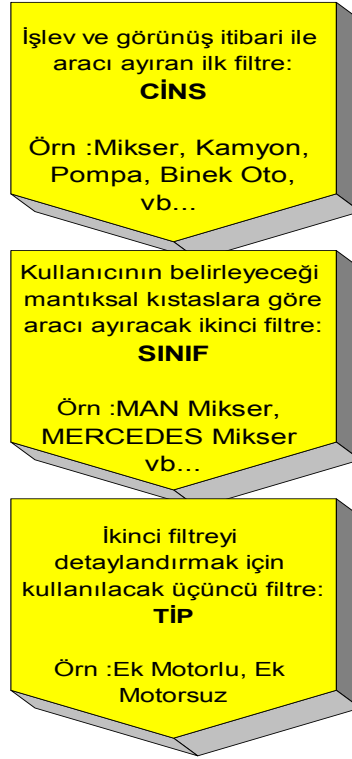 İşlev ve görünüş itibari ile
aracı ayıran ilk filtre:
CİNS
Örn :Mikser, Kamyon,
Pompa, Binek Oto,
vb...
Kullanıcının belirleyeceği
mantıksal kıstaslara göre
aracı ayıracak ikinci filtre:
SINIF
Örn :MAN Mikser,
MERCEDES Mikser
vb...
İkinci filtreyi
detaylandırmak için
kullanılacak üçüncü filtre:
TİP
Örn :Ek Motorlu, Ek
Motorsuz